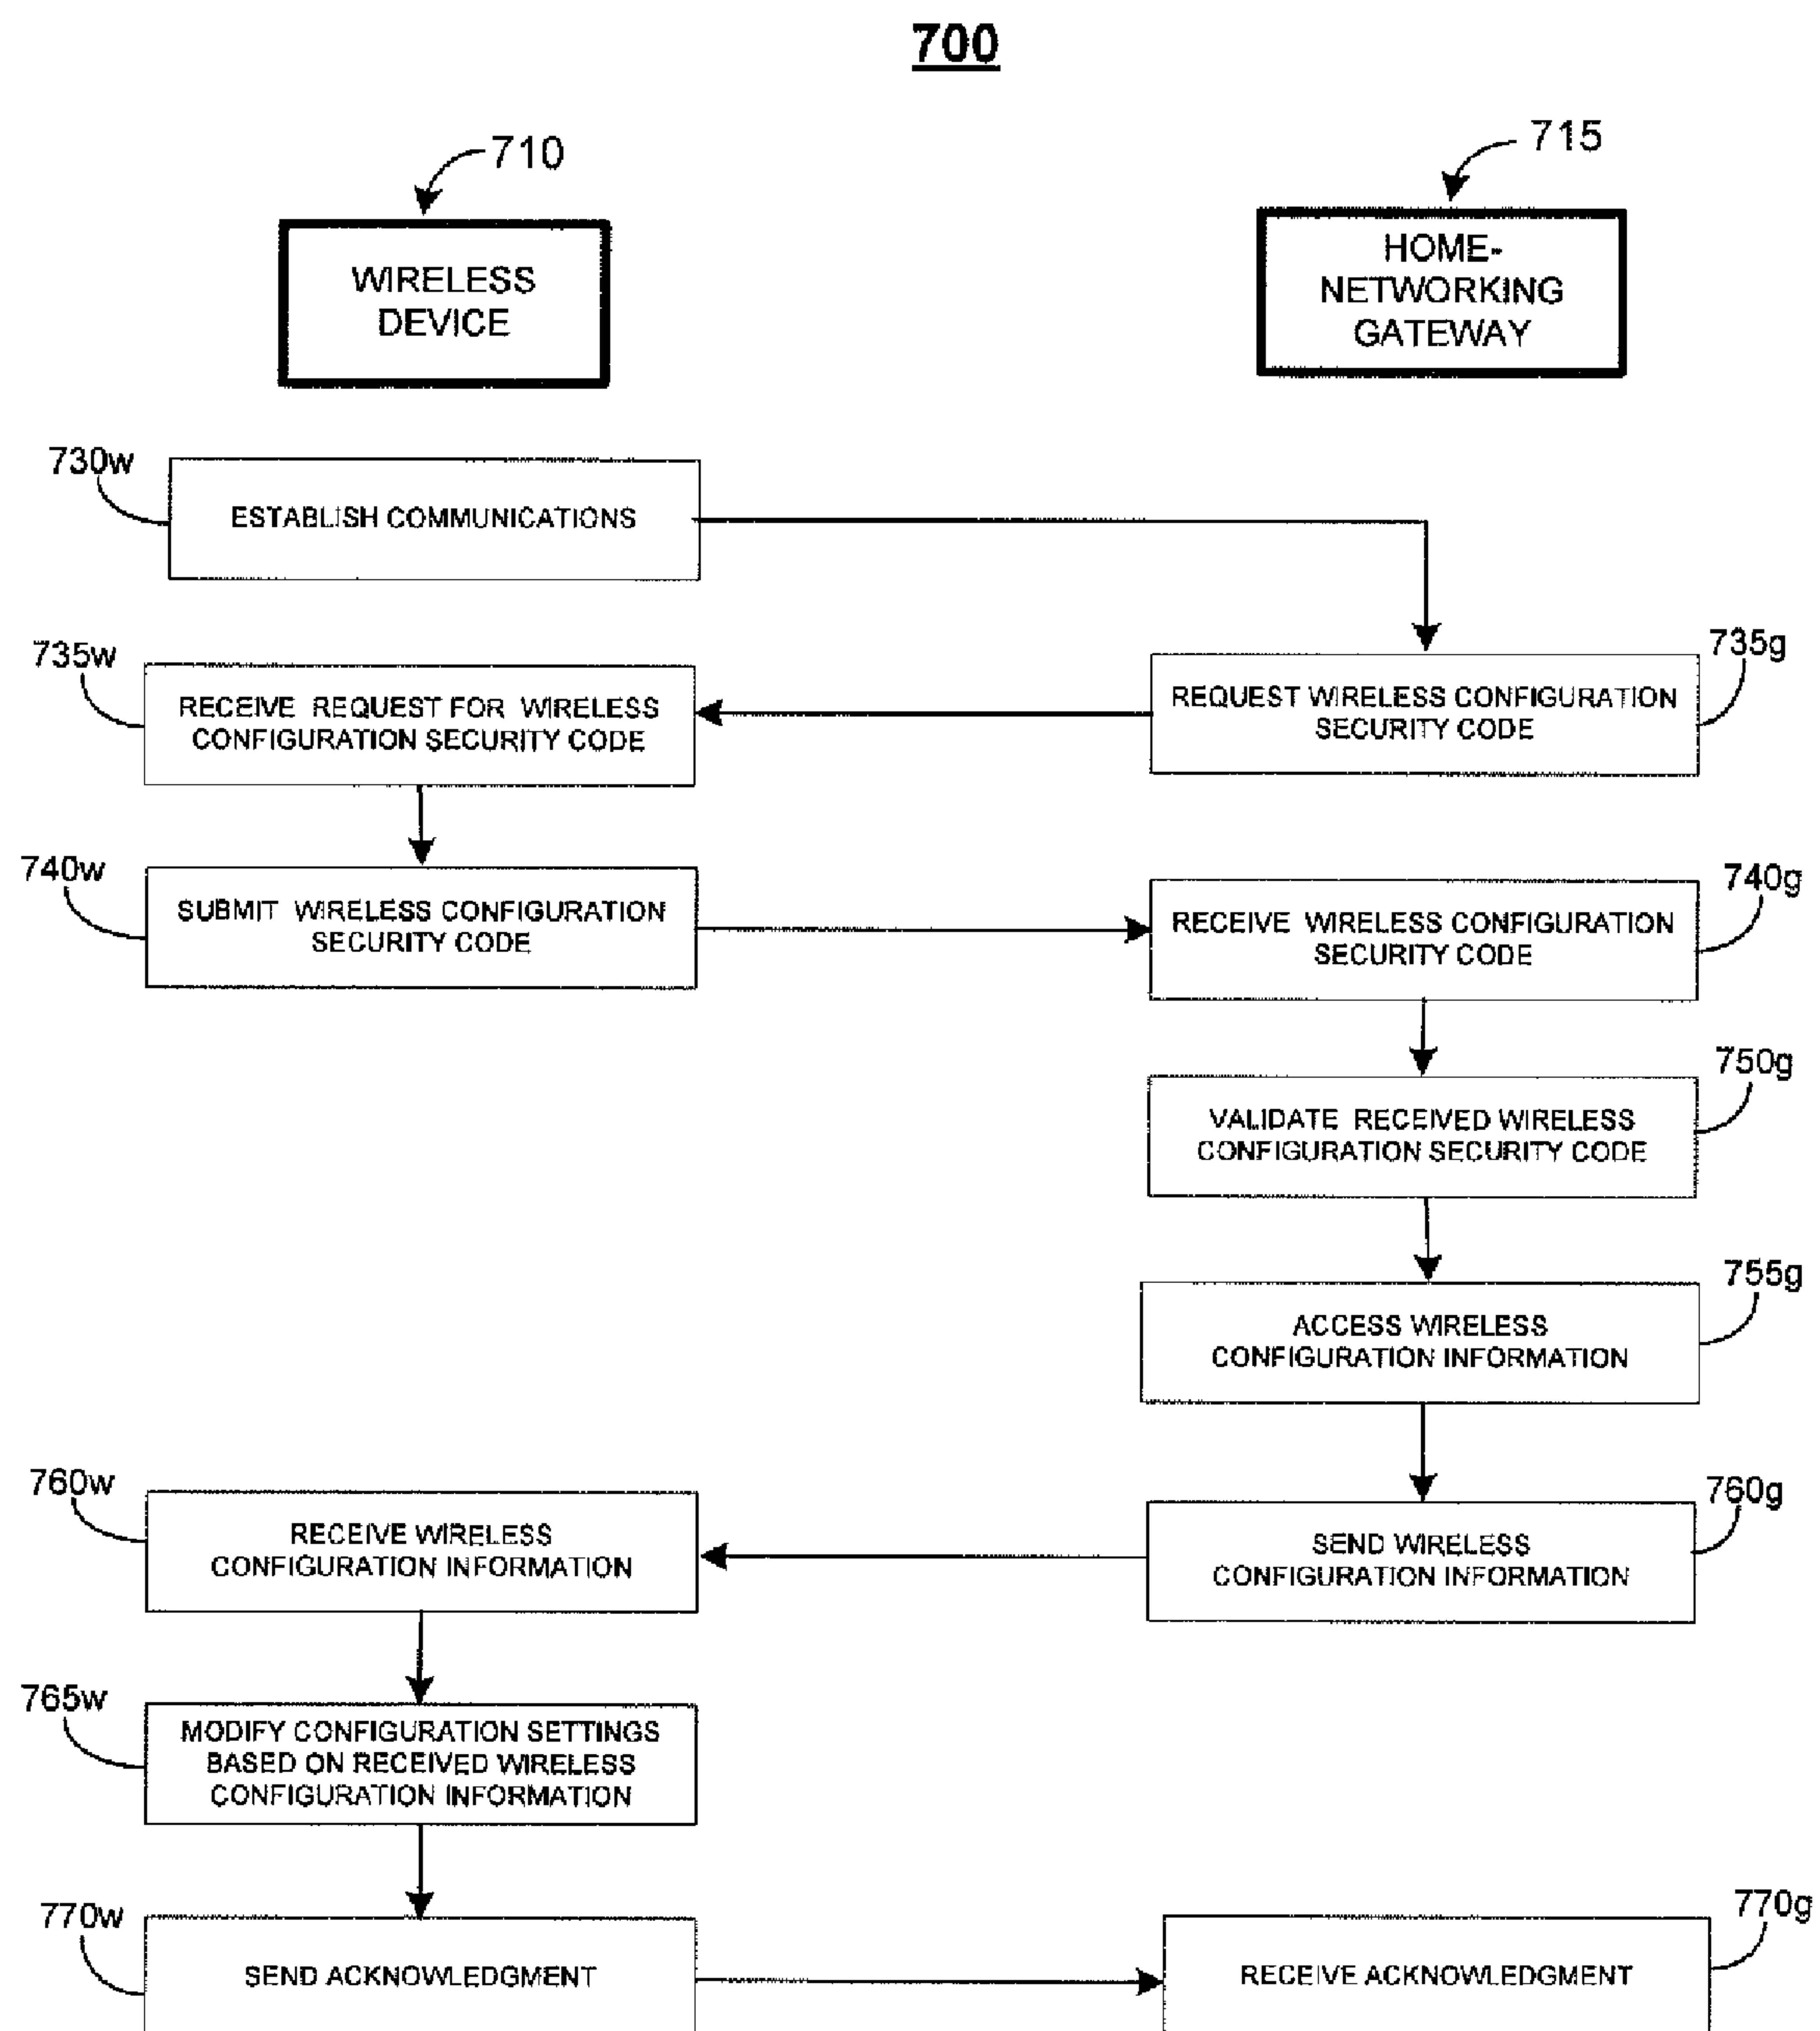 700
710
715
WIRELESS
DEVICE
HOME-
NETWORKING
GATEWAY
730w
ESTABLISH COMMUNICATIONS
735w
RECEIVE REQUEST FOR WIRELESS
CONFIGURATION SECURITY CODE
735g
REQUEST WIRELESS CONFIGURATION
SECURITY CODE
740w
SUBMIT WIRELESS CONFIGURATION
SECURITY CODE
740g
RECEIVE WIRELESS CONFIGURATION
SECURITY CODE
750g
VALIDATE RECEIVED WIRELESS
CONFIGURATION SECURITY CODE
755g
ACCESS WIRELESS
CONFIGURATION INFORMATION
760w
RECEIVE WIRELESS
CONFIGURATION INFORMATION
760g
SEND WIRELESS
CONFIGURATION INFORMATION
765w
MODIFY CONFIGURATION SETTINGS
BASED ON RECEIVED WIRELESS
CONFIGURATION INFORMATION
770w
SEND ACKNOWLEDGMENT
770g
RECEIVE ACKNOWLEDGMENT